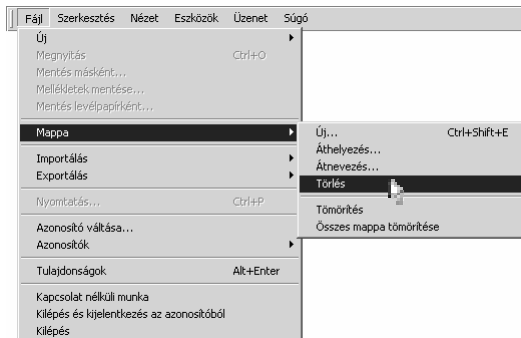 Fájl Szerkesztés Nézet Eszközök Üzenet Súgó
Új
Megnyitás Ctrl+O
Mentés másként...
Mellékletek mentése...
Mentés levélpapírként...
Mappa
Importálás
Exportálás
Nyomtatás... Ctrl+P
Azonosító váltása...
Azonosítók
Tulajdonságok Alt+Enter
Kapcsolat nélküli munka
Kilépés és kijelentkezés az azonosítóból
Kilépés
Új... Ctrl+Shift+E
Áthelyezés...
Átnevezés...
Törlés
Tömörítés
Összes mappa tömörítése